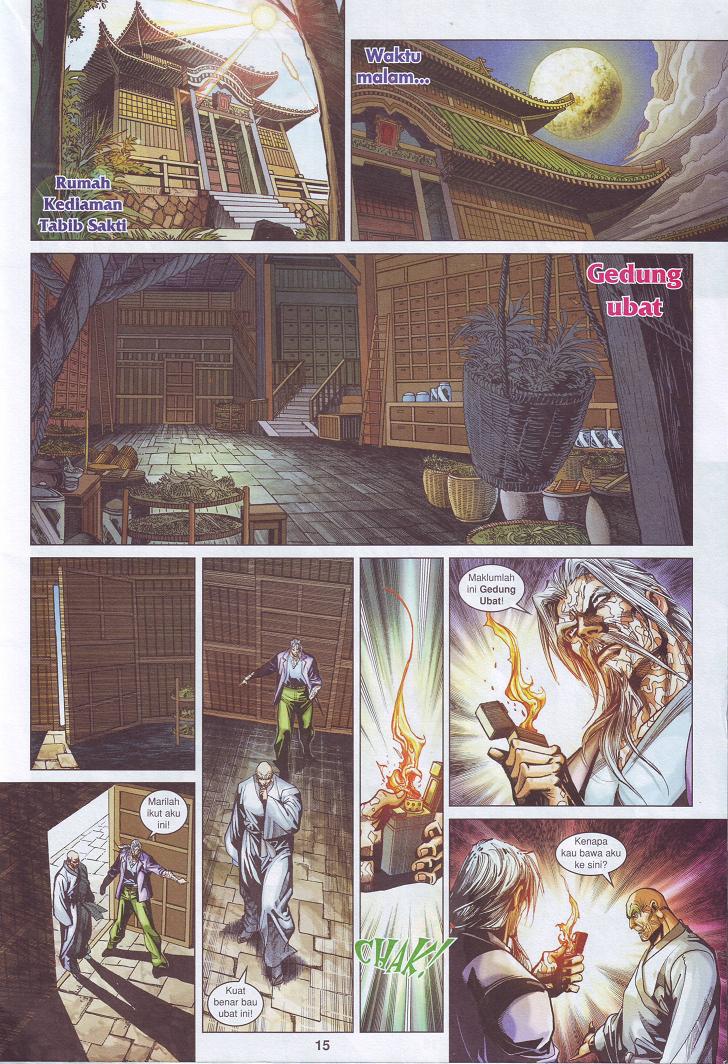 Rumah
Kediaman
Tabib Sakti
Waktu
malam...
Gedung
ubat
Marilah
ikut aku
ini!
Kuat
benar bau
ubat ini!
CHAK!
Maklumlah
ini Gedung
Ubat!
Kenapa
kau bawa aku
ke sini?
15